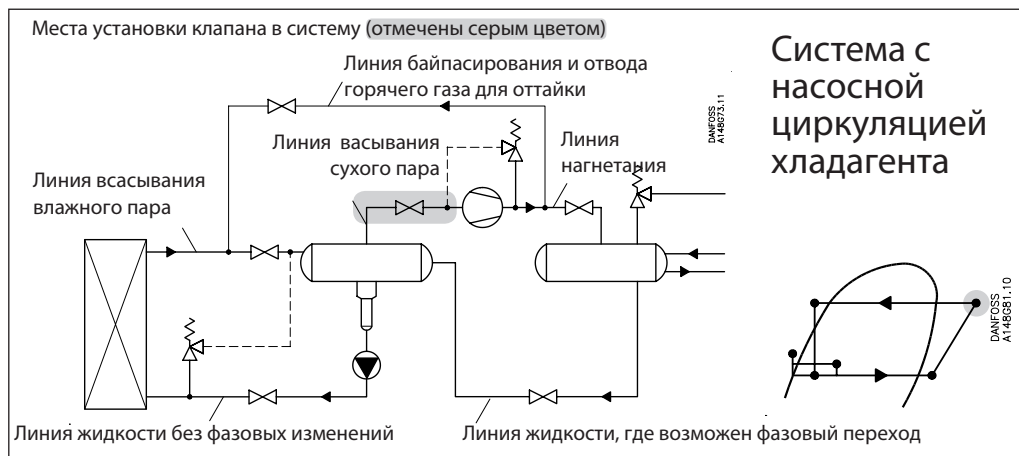 Места установки клапана в систему (отмечены серым цветом)
Система с
насосной
циркуляцией
хладагента
Линия байпасирования и отвода
горячего газа для оттайки
DANFOSS
A148G73.11
Линия васывания
сухого пара
Линия
нагнетания
Линия всасывания
влажного пара
DANFOSS
A148G81.10
Линия жидкости без фазовых изменений
Линия жидкости, где возможен фазовый переход